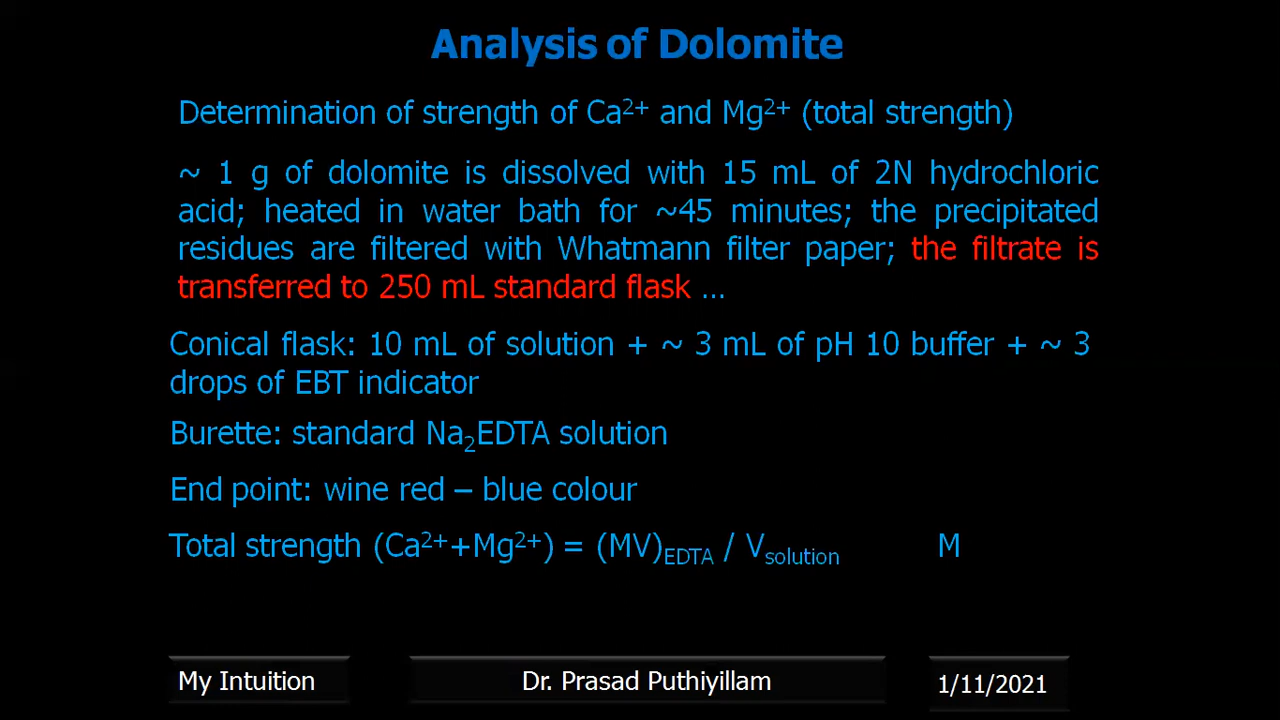 Analysis of Dolomite
Determination of strength of Ca²⁺ and Mg²⁺ (total strength)
~ 1 g of dolomite is dissolved with 15 mL of 2N hydrochloric
acid; heated in water bath for ~45 minutes; the precipitated
residues are filtered with Whatmann filter paper; the filtrate is
transferred to 250 mL standard flask ...
Conical flask: 10 mL of solution + ~ 3 mL of pH 10 buffer + ~ 3
drops of EBT indicator
Burette: standard Na₂EDTA solution
End point: wine red – blue colour
Total strength (Ca²⁺+Mg²⁺) = (MV)EDTA / Vsolution M
My Intuition
Dr. Prasad Puthiyillam
1/11/2021